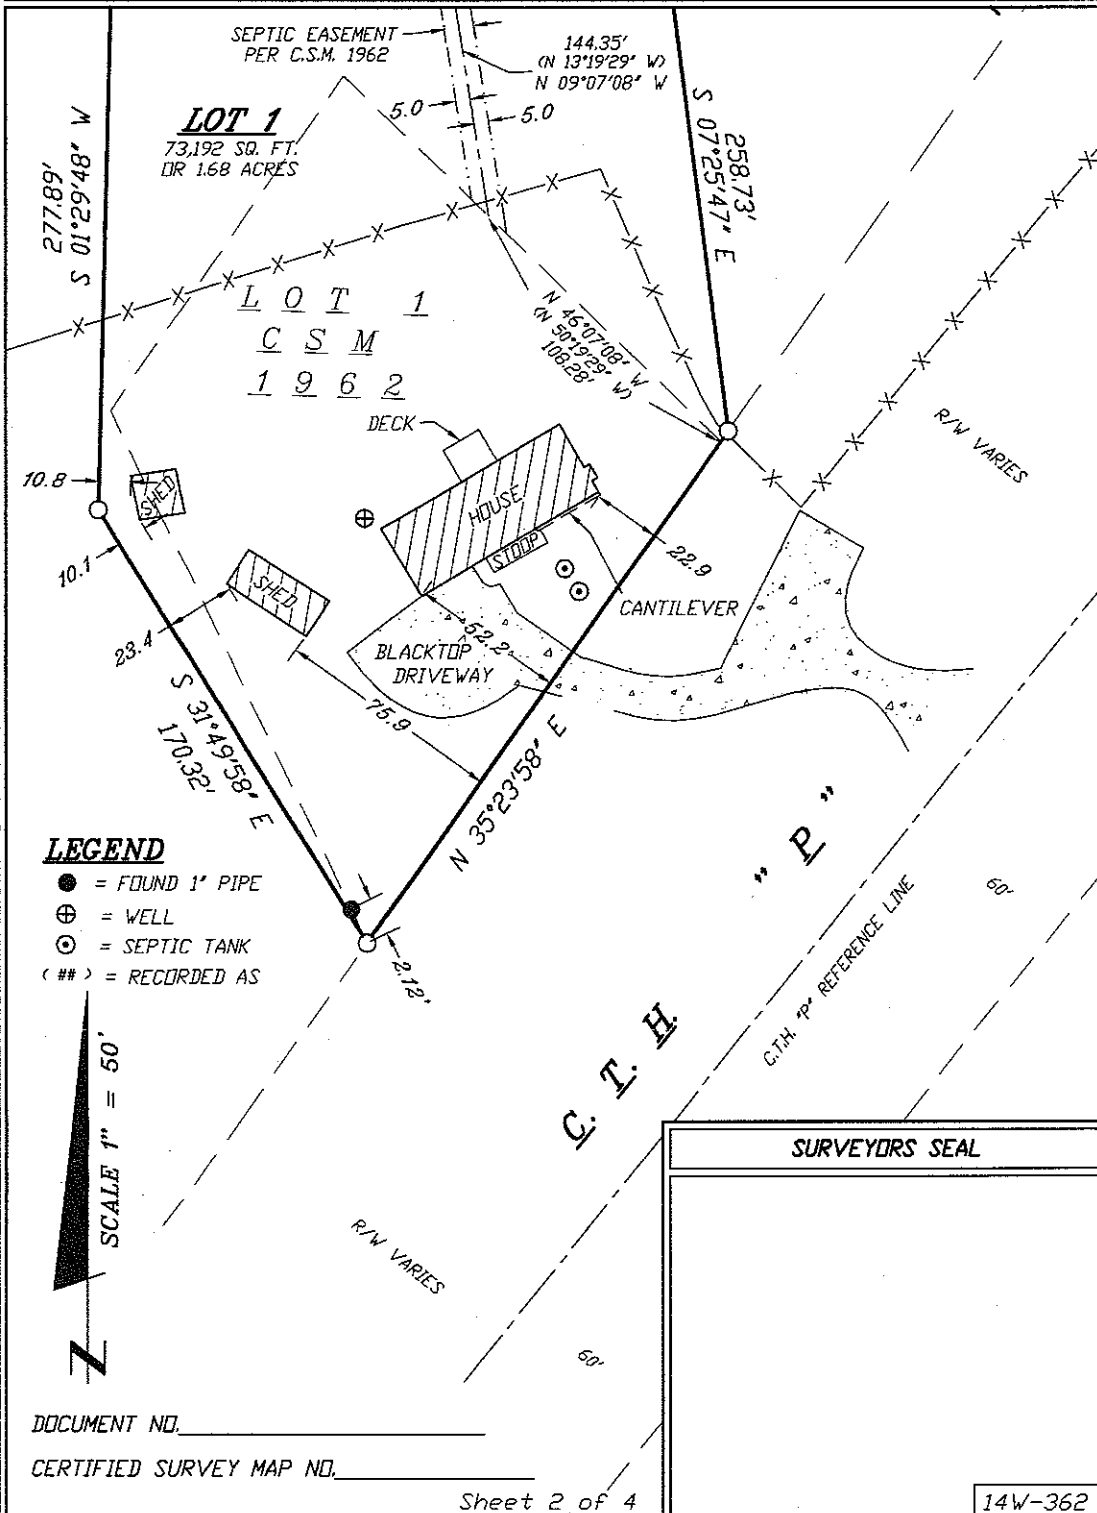 SEPTIC EASEMENT
PER C.S.M. 1962
144.35'
(N 13°19'29" W)
N 09°07'08" W
5.0
5.0
LOT 1
73,192 SQ. FT.
OR 1.68 ACRES
277.89'
S 01°29'48" W
258.73'
S 07°25'47" E
LOT 1
CSM
1962
N 46°07'08" W
(N 50°19'29" W)
108.28'
R/W VARIES
DECK
HOUSE
STOOP
CANTILEVER
22.9
10.8
SHED
10.1
SHED
23.4
52.2
BLACKTOP
DRIVEWAY
75.9
S 31°49'58" E
170.32'
N 35°23'58" E
" P "
C. T. H.
C.T.H. "P" REFERENCE LINE
60'
LEGEND
= FOUND 1" PIPE
= WELL
= SEPTIC TANK
( ## ) = RECORDED AS
2.12'
SCALE 1" = 50'
N
R/W VARIES
60'
SURVEYORS SEAL
DOCUMENT NO.
CERTIFIED SURVEY MAP NO.
Sheet 2 of 4
14W-362